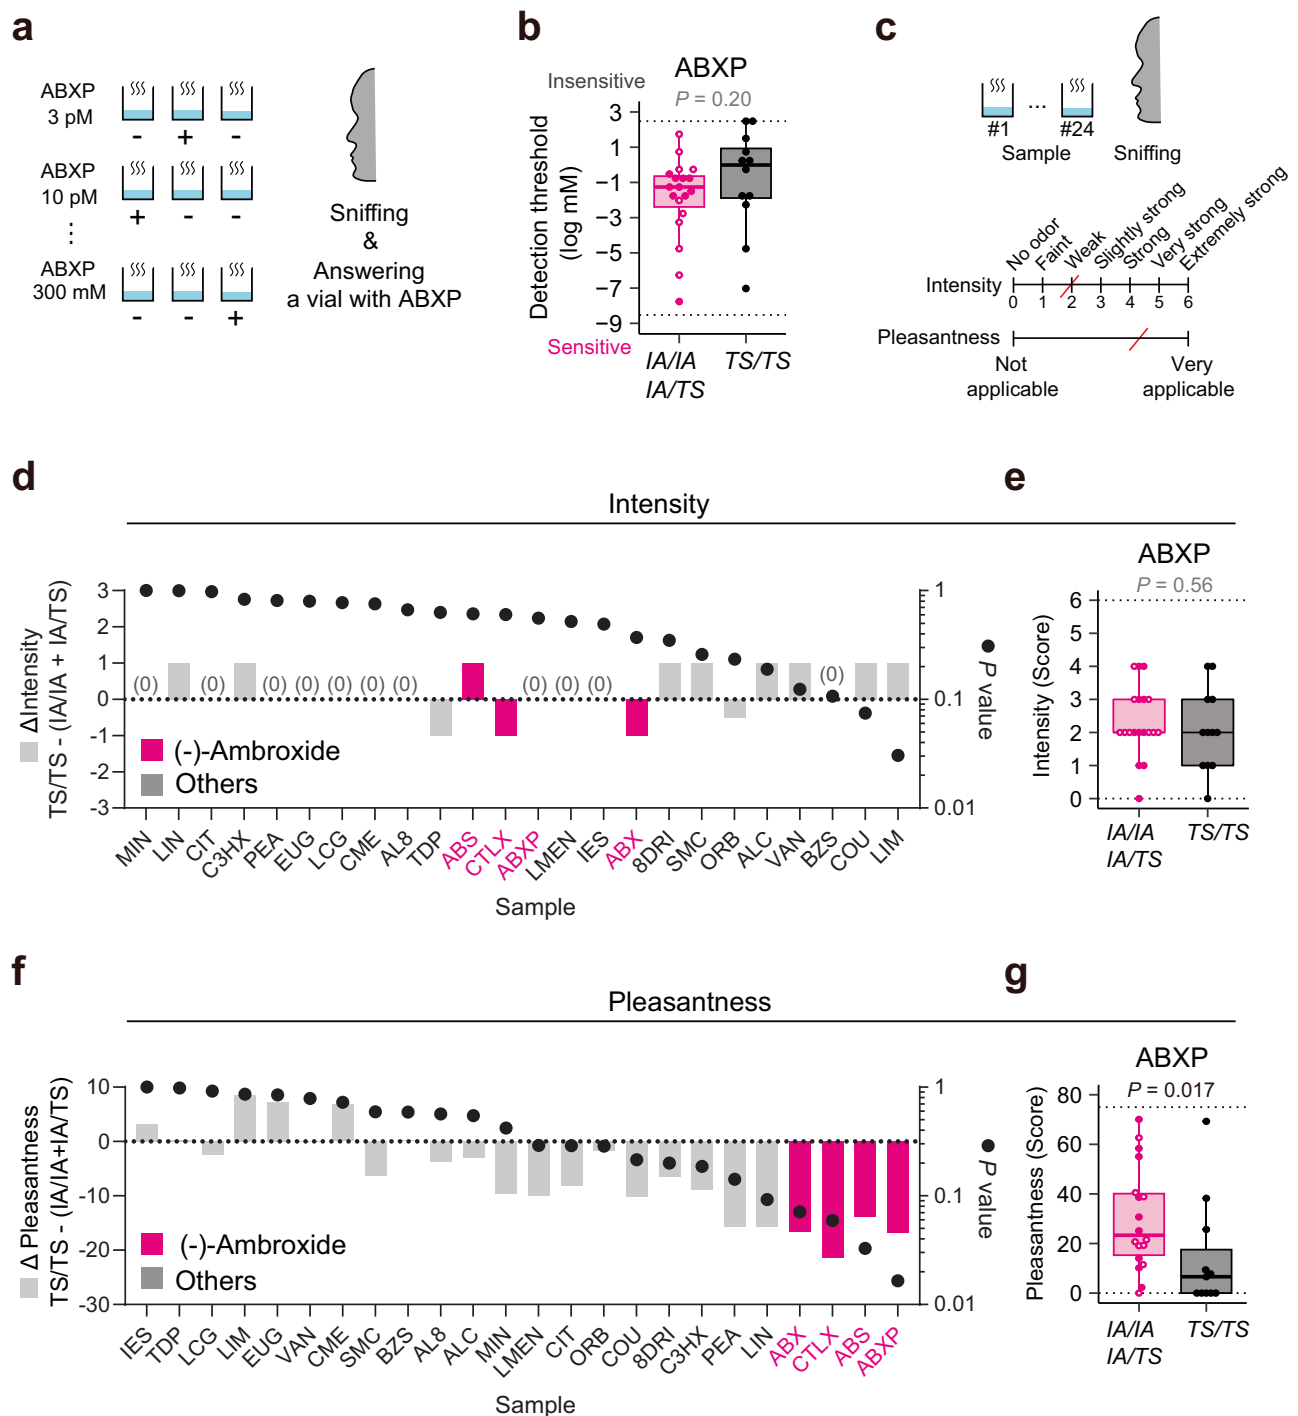 a
ABXP
3 pM
- + -
ABXP
10 pM
+ - -
ABXP
300 mM
- - +
Sniffing
&
Answering
a vial with ABXP
b
ABXP
Insensitive
P = 0.20
3
1
−1
−3
−5
−7
−9
Detection threshold
(log mM)
Sensitive
IA/IA
IA/TS
TS/TS
c
#1 ... #24
Sample
Sniffing
No odor
Faint
Weak
Slightly strong
Strong
Very strong
Extremely strong
Intensity
0 1 2 3 4 5 6
Pleasantness
Not
applicable
Very
applicable
d
Intensity
ΔIntensity
TS/TS - (IA/IA + IA/TS)
3
2
1
0
-1
-2
-3
(0) (0) (0) (0) (0) (0) (0) (0) (0) (0) (0)
(-)-Ambroxide
Others
1
0.1
0.01
P value
MIN LIN CIT C3HX PEA EUG LCG CME AL8 TDP ABS CTLX ABXP LMEN IES ABX 8DRI SMC ORB ALC VAN BZS COU LIM
Sample
e
ABXP
P = 0.56
Intensity (Score)
6
5
4
3
2
1
0
IA/IA
IA/TS
TS/TS
f
Pleasantness
Δ Pleasantness
TS/TS - (IA/IA+IA/TS)
10
0
-10
-20
-30
(-)-Ambroxide
Others
1
0.1
0.01
P value
IES TDP LCG LIM EUG VAN CME SMC BZS AL8 ALC MIN LMEN CIT ORB COU 8DRI C3HX PEA LIN ABX CTLX ABS ABXP
Sample
g
ABXP
P = 0.017
Pleasantness (Score)
80
60
40
20
0
IA/IA
IA/TS
TS/TS